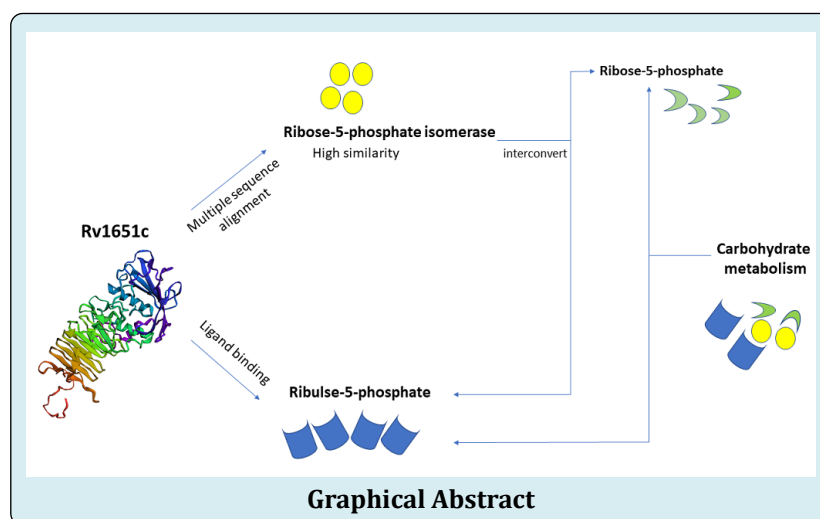 Ribose-5-phosphate
Ribose-5-phosphate isomerase
High similarity
interconvert
Multiple sequence
alignment
Rv1651c
Carbohydrate
metabolism
Ligand binding
Ribulse-5-phosphate
Graphical Abstract